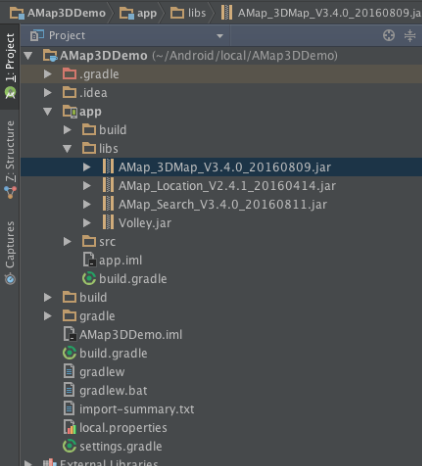 AMap3DDemo app libs AMap_3DMap_V3.4.0_20160809.ja
1: Project
Project
AMap3DDemo (~/Android/local/AMap3DDemo)
.gradle
.idea
app
build
libs
AMap_3DMap_V3.4.0_20160809.jar
AMap_Location_V2.4.1_20160414.jar
AMap_Search_V3.4.0_20160811.jar
Volley.jar
src
app.iml
build.gradle
build
gradle
AMap3DDemo.iml
build.gradle
gradlew
gradlew.bat
import-summary.txt
local.properties
settings.gradle
External Libraries
Z: Structure
Captures